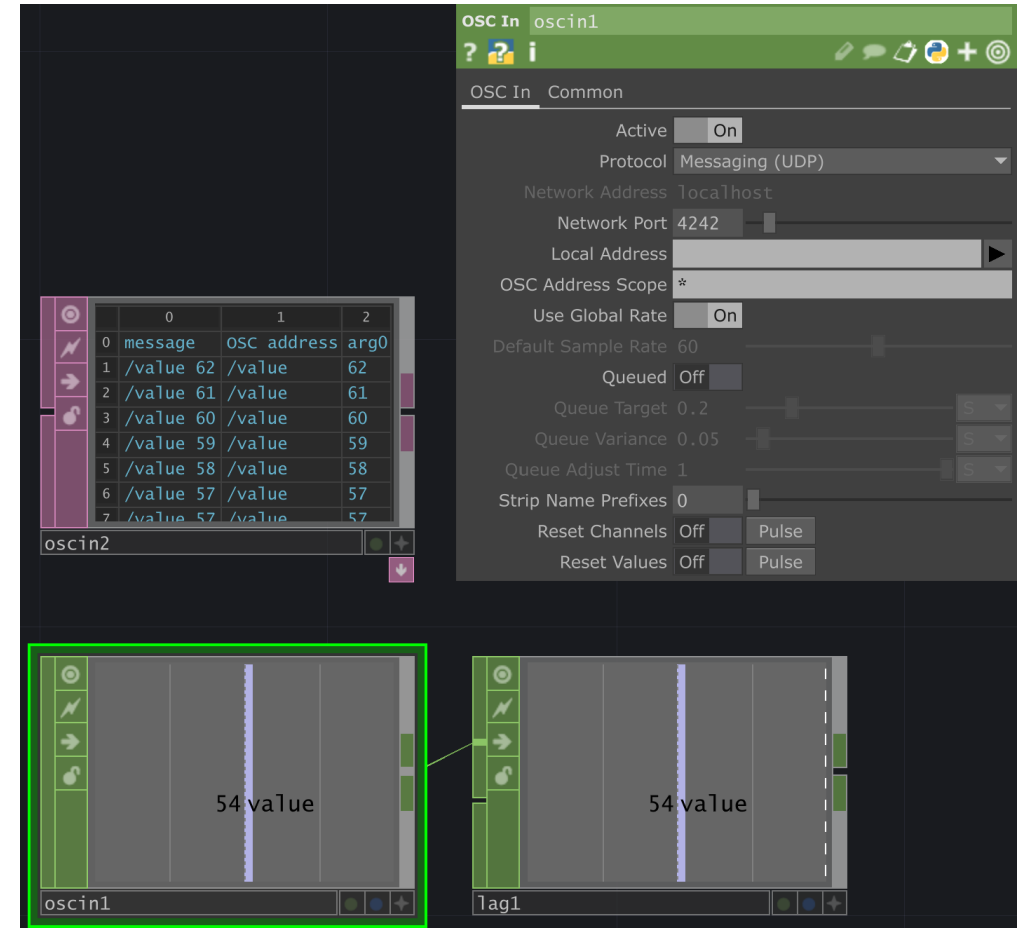 OSC In oscin1
? ? i
OSC In Common
Active On
Protocol Messaging (UDP)
Network Address localhost
Network Port 4242
Local Address
OSC Address Scope *
Use Global Rate On
Default Sample Rate 60
Queued Off
Queue Target 0.2 S
Queue Variance 0.05 S
Queue Adjust Time 1 S
Strip Name Prefixes 0
Reset Channels Off Pulse
Reset Values Off Pulse
0 1 2
0 message OSC address arg0
1 /value 62 /value 62
2 /value 61 /value 61
3 /value 60 /value 60
4 /value 59 /value 59
5 /value 58 /value 58
6 /value 57 /value 57
7 /value 57 /value 57
oscin2
54 value
oscin1
54 value
lag1